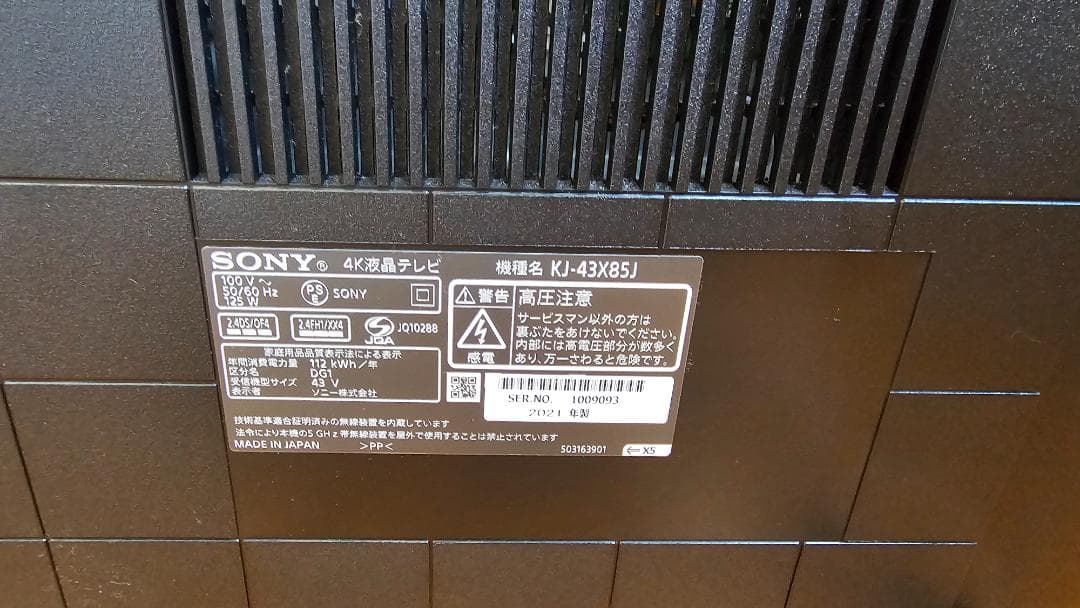 SONY® 4K液晶テレビ 機種名 KJ-43X85J
100 V ～
50/60 Hz
125 W
PS E SONY
2.4DS/OF4
2.4FH1/XX4
JQA JQ10288
家庭用品品質表示法による表示
年間消費電力量 112 kWh/年
区分名 DG1
受信機型サイズ 43 V
表示者 ソニー株式会社
警告 高圧注意
感電
サービスマン以外の方は
裏ぶたをあけないでください。
内部には高電圧部分が数多く
あり、万一さわると危険です。
SER.NO. 1009093
2021 年製
技術基準適合証明済みの無線装置を内蔵しています
法令により本機の5 GHz 帯無線装置を屋外で使用することは禁止されています
MADE IN JAPAN >PP< 503163901 ⇐ X5